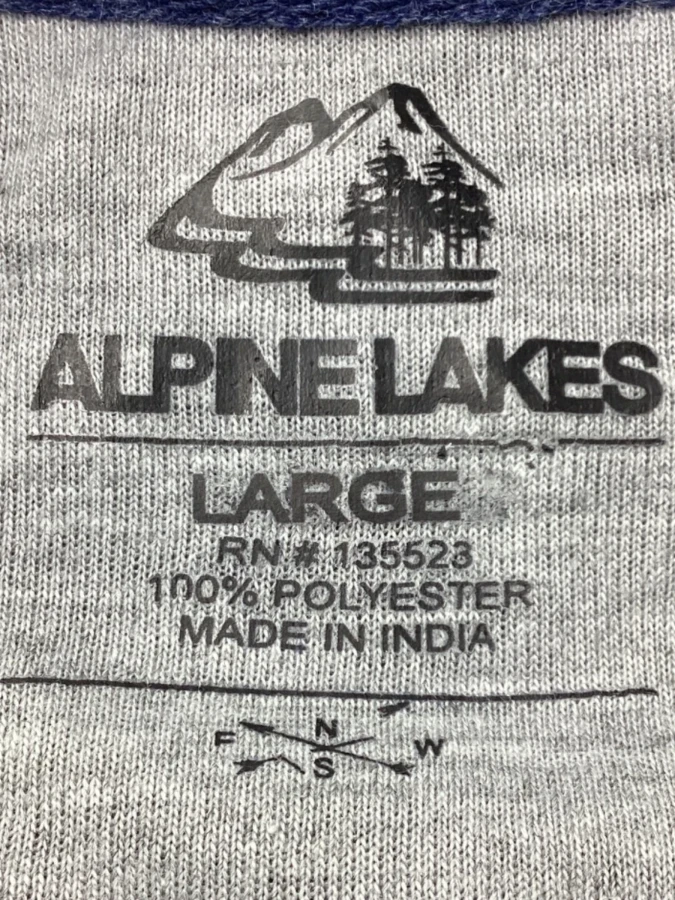 ALPINE LAKES
LARGE
RN # 135523
100% POLYESTER
MADE IN INDIA
N
F W
S